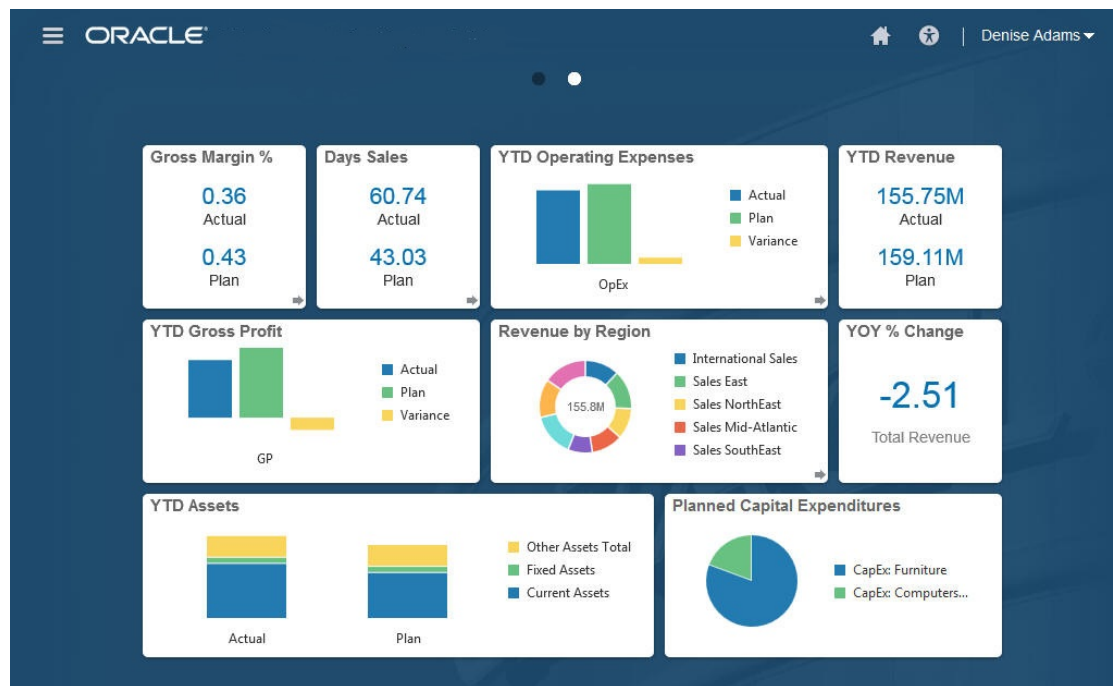 ORACLE
Denise Adams
Gross Margin %
0.36
Actual
0.43
Plan
Days Sales
60.74
Actual
43.03
Plan
YTD Operating Expenses
Actual
Plan
Variance
OpEx
YTD Revenue
155.75M
Actual
159.11M
Plan
YTD Gross Profit
Actual
Plan
Variance
GP
Revenue by Region
155.8M
International Sales
Sales East
Sales NorthEast
Sales Mid-Atlantic
Sales SouthEast
YOY % Change
-2.51
Total Revenue
YTD Assets
Other Assets Total
Fixed Assets
Current Assets
Actual
Plan
Planned Capital Expenditures
CapEx: Furniture
CapEx: Computers...